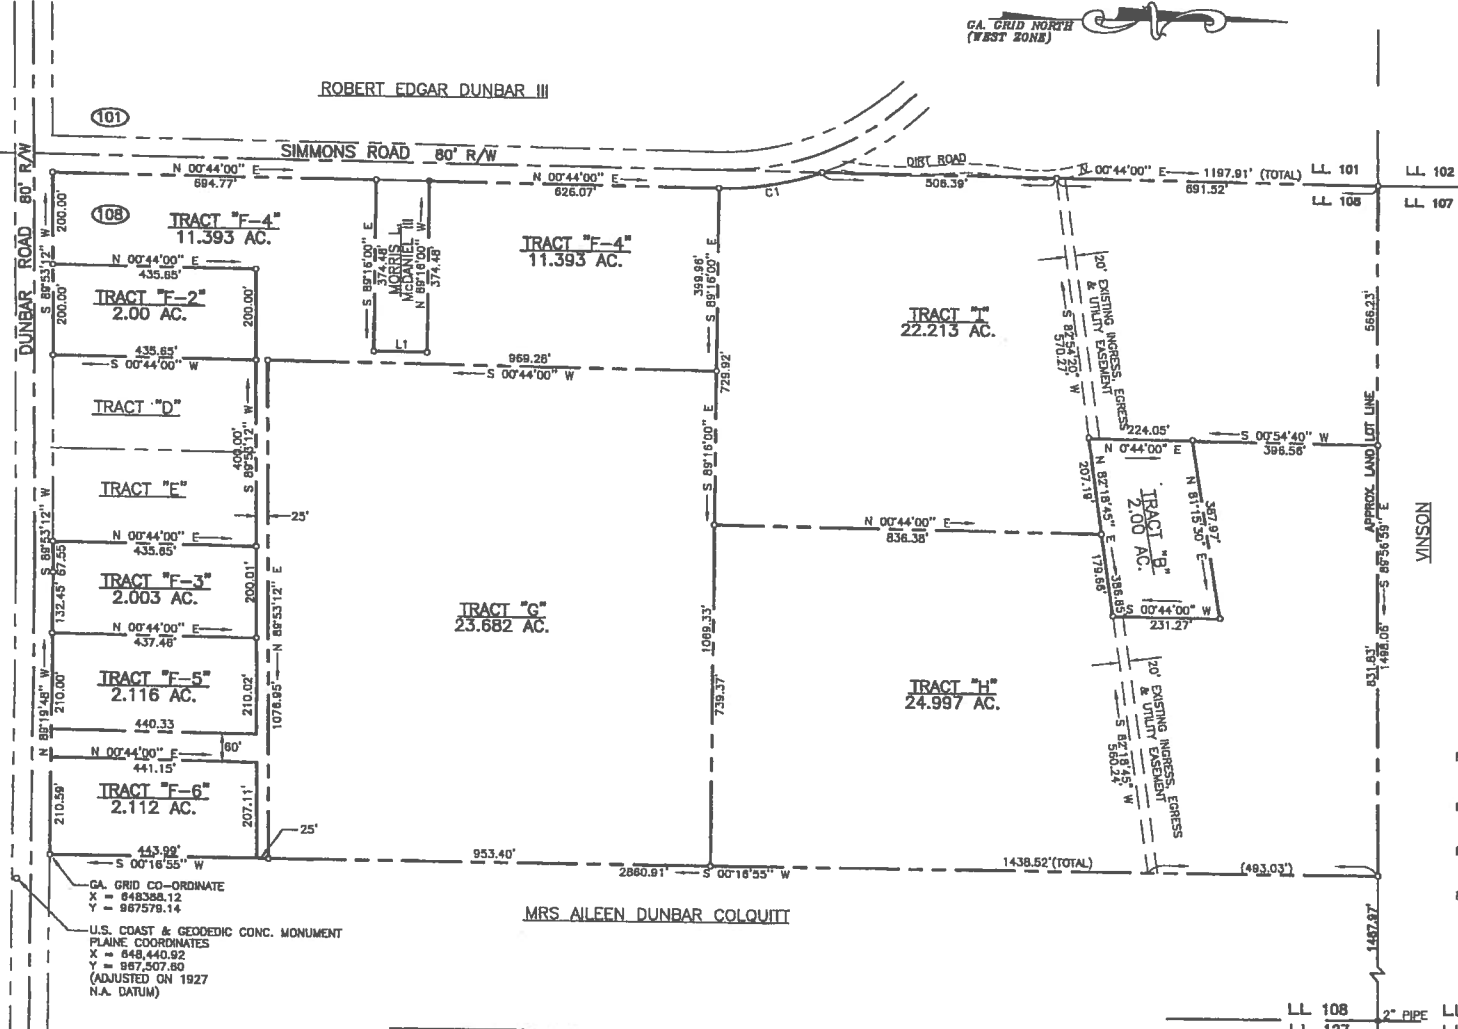 GA. GRID NORTH
(WEST ZONE)
ROBERT EDGAR DUNBAR III
101
SIMMONS ROAD 80' R/W
DUNBAR ROAD 80' R/W
N 00°44'00" E
694.77'
N 00°44'00" E
626.07'
C1
DIRT ROAD
506.39'
N 00°44'00" E
1197.91' (TOTAL)
691.52'
LL 101
LL 102
LL 108
LL 107
108
TRACT "F-4"
11.393 AC.
S 89°53'12" W
200.00'
200.00'
S 89°16'00" E
374.48'
MORRIS L.
McDANIEL III
N 89°16'00" W
374.48'
L1
TRACT "F-4"
11.393 AC.
399.96'
S 89°16'00" E
729.92'
S 89°16'00" E
TRACT "I"
22.213 AC.
20' EXISTING INGRESS, EGRESS
& UTILITY EASEMENT
S 82°54'20" W
570.27'
566.23'
APPROX. LAND LOT LINE
N 00°44'00" E
435.65'
TRACT "F-2"
2.00 AC.
200.00'
435.65'
S 00°44'00" W
969.28'
S 00°44'00" W
TRACT "D"
400.00'
S 89°53'12" W
TRACT "E"
S 89°53'12" W
67.55
25'
N 00°44'00" E
435.65'
TRACT "F-3"
2.003 AC.
132.45'
200.01'
N 00°44'00" E
437.48'
TRACT "F-5"
2.116 AC.
N 89°19'48" W
210.00'
210.02'
N 89°53'12" E
1076.95'
440.33
60'
N 00°44'00" E
441.15'
TRACT "F-6"
2.112 AC.
210.59'
207.11'
25'
443.99'
S 00°16'55" W
TRACT "G"
23.682 AC.
1089.33'
739.37'
N 00°44'00" E
836.38'
224.05'
N 0°44'00" E
S 00°54'40" W
396.56'
207.19'
N 82°18'45" E
179.66'
386.85'
TRACT "B"
2.00 AC.
367.97'
N 81°15'30" E
S 00°44'00" W
231.27'
S 89°56'59" E
1498.06'
831.83'
VINSON
TRACT "H"
24.997 AC.
20' EXISTING INGRESS, EGRESS
& UTILITY EASEMENT
S 82°18'45" W
560.24'
953.40'
2860.91'
S 00°16'55" W
1438.52'(TOTAL)
(493.03')
1467.97'
MRS AILEEN DUNBAR COLQUITT
GA. GRID CO-ORDINATE
X = 648388.12
Y = 967579.14
U.S. COAST & GEODEDIC CONC. MONUMENT
PLAINE COORDINATES
X = 648,440.92
Y = 967,507.60
(ADJUSTED ON 1927
N.A. DATUM)
LL 108
2" PIPE